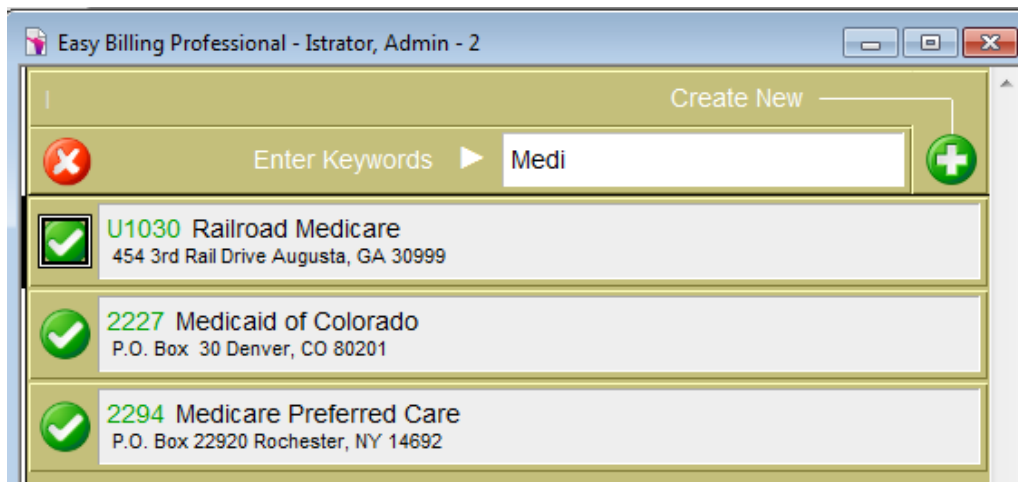 Easy Billing Professional - Istrator, Admin - 2
Create New
Enter Keywords Medi
U1030 Railroad Medicare
454 3rd Rail Drive Augusta, GA 30999
2227 Medicaid of Colorado
P.O. Box 30 Denver, CO 80201
2294 Medicare Preferred Care
P.O. Box 22920 Rochester, NY 14692